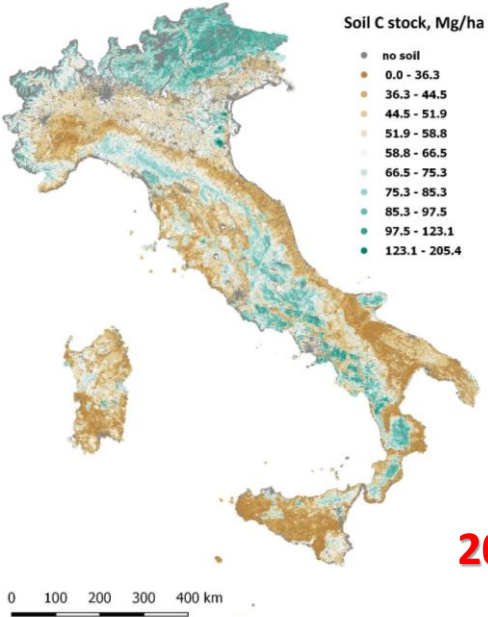 Soil C stock, Mg/ha
no soil
0.0 - 36.3
36.3 - 44.5
44.5 - 51.9
51.9 - 58.8
58.8 - 66.5
66.5 - 75.3
75.3 - 85.3
85.3 - 97.5
97.5 - 123.1
123.1 - 205.4
20
0 100 200 300 400 km